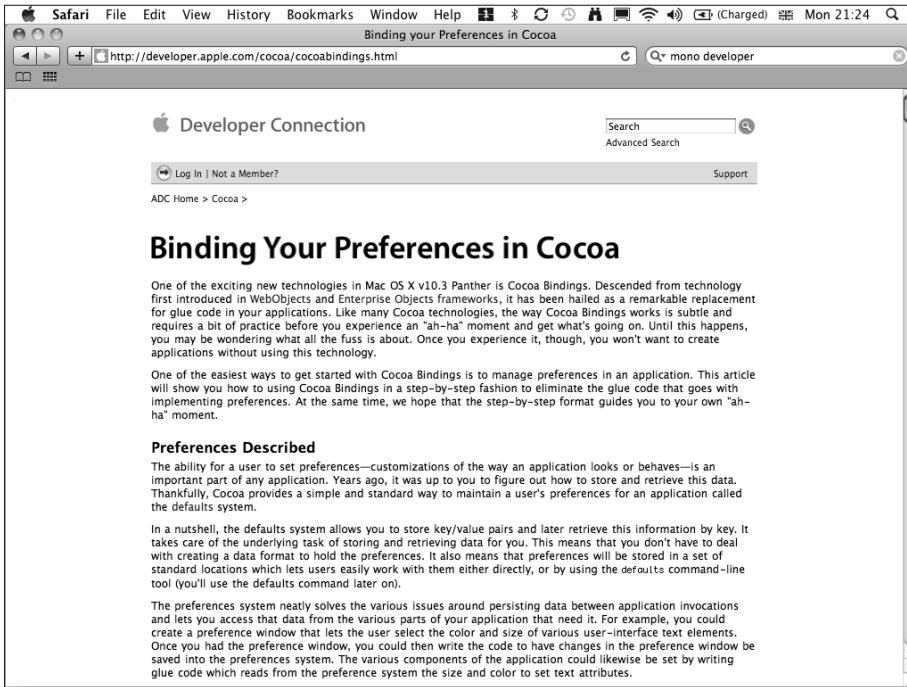 Safari File Edit View History Bookmarks Window Help (Charged) Mon 21:24
Binding your Preferences in Cocoa
http://developer.apple.com/cocoa/cocoabindings.html mono developer
Developer Connection
Search
Advanced Search
Log In | Not a Member? Support
ADC Home > Cocoa >
Binding Your Preferences in Cocoa
One of the exciting new technologies in Mac OS X v10.3 Panther is Cocoa Bindings. Descended from technology
first introduced in WebObjects and Enterprise Objects frameworks, it has been hailed as a remarkable replacement
for glue code in your applications. Like many Cocoa technologies, the way Cocoa Bindings works is subtle and
requires a bit of practice before you experience an "ah-ha" moment and get what's going on. Until this happens,
you may be wondering what all the fuss is about. Once you experience it, though, you won't want to create
applications without using this technology.
One of the easiest ways to get started with Cocoa Bindings is to manage preferences in an application. This article
will show you how to using Cocoa Bindings in a step-by-step fashion to eliminate the glue code that goes with
implementing preferences. At the same time, we hope that the step-by-step format guides you to your own "ah-
ha" moment.
Preferences Described
The ability for a user to set preferences—customizations of the way an application looks or behaves—is an
important part of any application. Years ago, it was up to you to figure out how to store and retrieve this data.
Thankfully, Cocoa provides a simple and standard way to maintain a user's preferences for an application called
the defaults system.
In a nutshell, the defaults system allows you to store key/value pairs and later retrieve this information by key. It
takes care of the underlying task of storing and retrieving data for you. This means that you don't have to deal
with creating a data format to hold the preferences. It also means that preferences will be stored in a set of
standard locations which lets users easily work with them either directly, or by using the defaults command-line
tool (you'll use the defaults command later on).
The preferences system neatly solves the various issues around persisting data between application invocations
and lets you access that data from the various parts of your application that need it. For example, you could
create a preference window that lets the user select the color and size of various user-interface text elements.
Once you had the preference window, you could then write the code to have changes in the preference window be
saved into the preferences system. The various components of the application could likewise be set by writing
glue code which reads from the preference system the size and color to set text attributes.